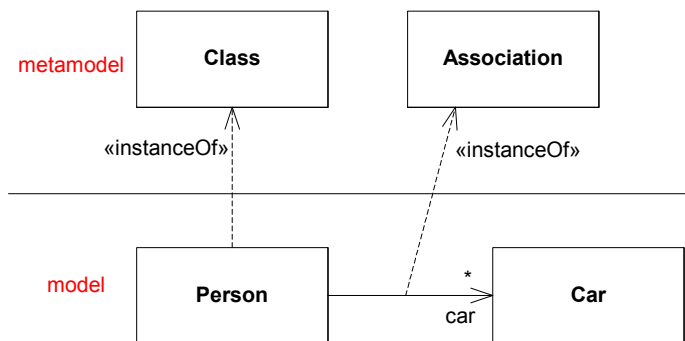 metamodel
Class
Association
«instanceOf»
«instanceOf»
model
Person
*
car
Car